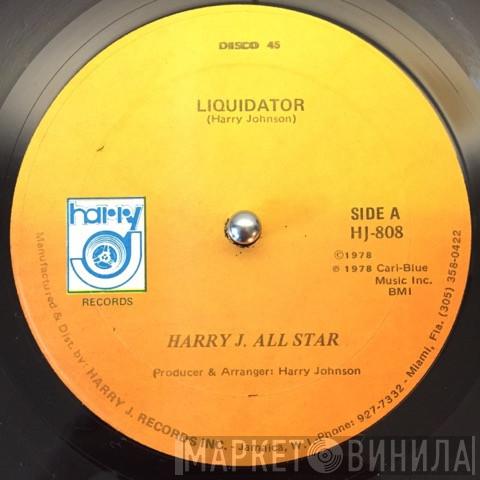 DISCO 45
LIQUIDATOR
(Harry Johnson)
harry J
RECORDS
SIDE A
HJ-808
©1978
℗ 1978 Cari-Blue
Music Inc.
BMI
HARRY J. ALL STAR
Producer & Arranger: Harry Johnson
Manufactured & Dist. by: HARRY J. RECORDS INC. - Jamaica, W.I. Phone: 927-7332 - Miami, Fla. (305) 358-0422
МАРКЕТ ВИНИЛА